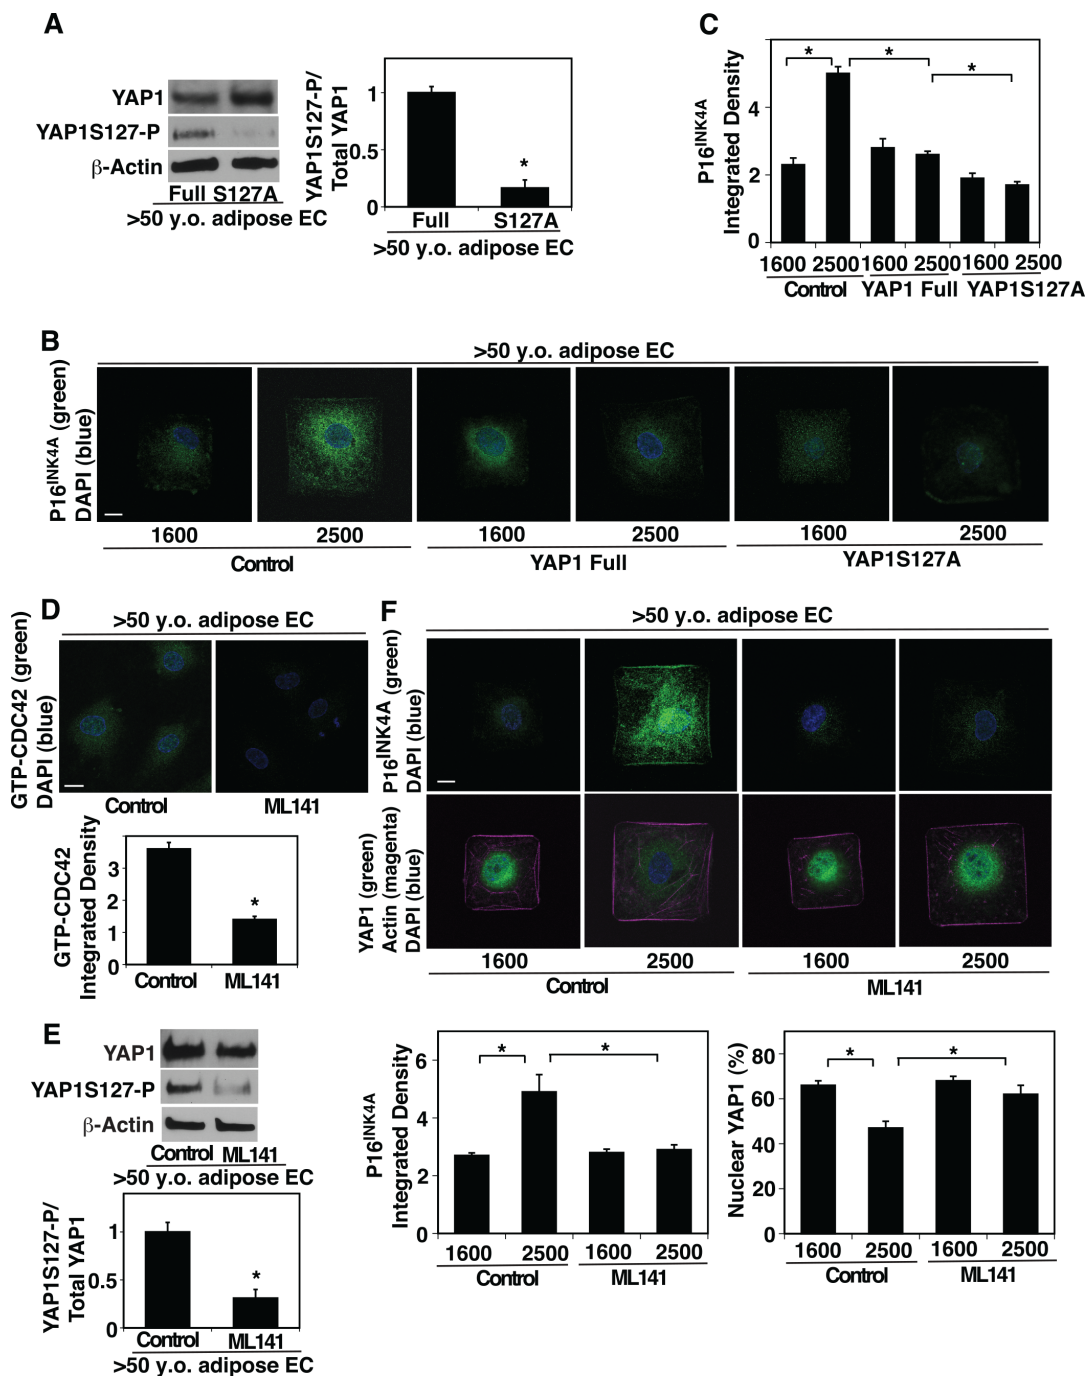 A
YAP1
YAP1S127-P
β-Actin
Full S127A
>50 y.o. adipose EC
YAP1S127-P/
Total YAP1
1
0.5
0
*
Full S127A
>50 y.o. adipose EC
C
P16INK4A
Integrated Density
4
2
0
* * *
1600 2500 1600 2500 1600 2500
Control YAP1 Full YAP1S127A
B
>50 y.o. adipose EC
P16INK4A (green)
DAPI (blue)
1600 2500 1600 2500 1600 2500
Control YAP1 Full YAP1S127A
D
>50 y.o. adipose EC
GTP-CDC42 (green)
DAPI (blue)
Control ML141
GTP-CDC42
Integrated Density
3
2
1
0
*
Control ML141
E
YAP1
YAP1S127-P
β-Actin
Control ML141
>50 y.o. adipose EC
YAP1S127-P/
Total YAP1
1
0.5
0
*
Control ML141
>50 y.o. adipose EC
F
>50 y.o. adipose EC
P16INK4A (green)
DAPI (blue)
YAP1 (green)
Actin (magenta)
DAPI (blue)
1600 2500 1600 2500
Control ML141
P16INK4A
Integrated Density
6
4
2
0
* *
1600 2500 1600 2500
Control ML141
Nuclear YAP1 (%)
80
60
40
20
0
* *
1600 2500 1600 2500
Control ML141